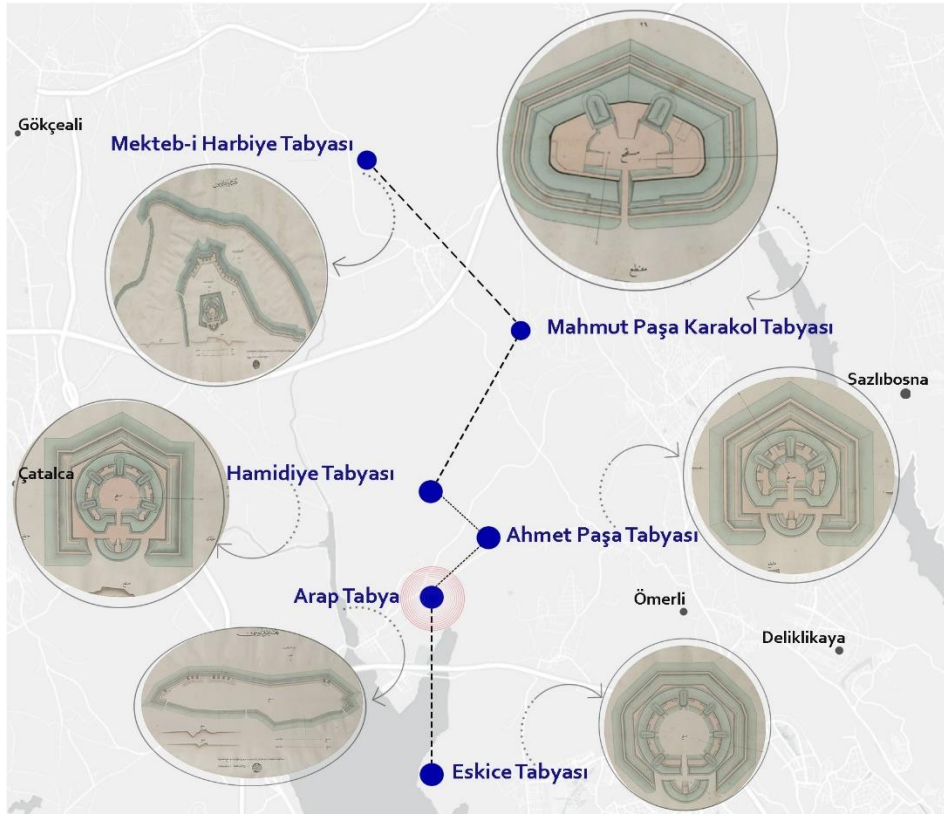 Gökçeali
Mekteb-i Harbiye Tabyası
Mahmut Paşa Karakol Tabyası
Sazlıbosna
Çatalca
Hamidiye Tabyası
Ahmet Paşa Tabyası
Arap Tabya
Ömerli
Deliklikaya
Eskice Tabyası